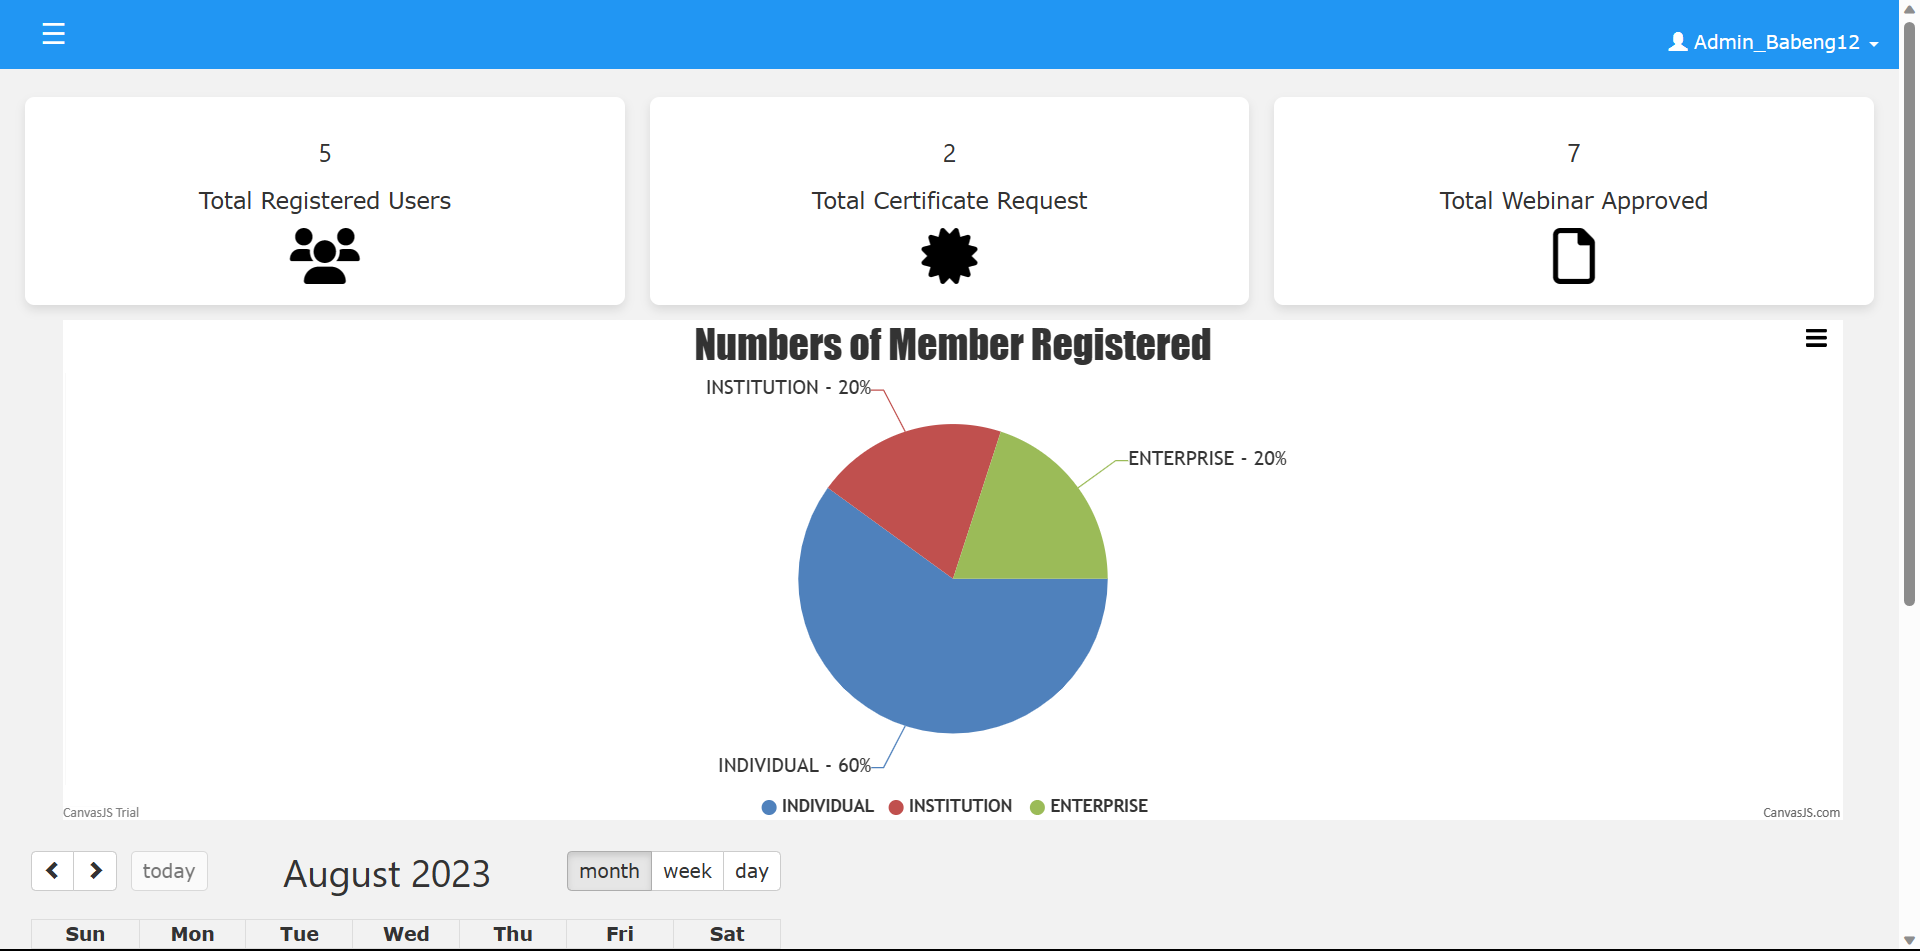 Admin_Babeng12
5
Total Registered Users
2
Total Certificate Request
7
Total Webinar Approved
Numbers of Member Registered
INSTITUTION - 20%
ENTERPRISE - 20%
INDIVIDUAL - 60%
INDIVIDUAL INSTITUTION ENTERPRISE
CanvasJS Trial
CanvasJS.com
today
August 2023
month week day
Sun Mon Tue Wed Thu Fri Sat